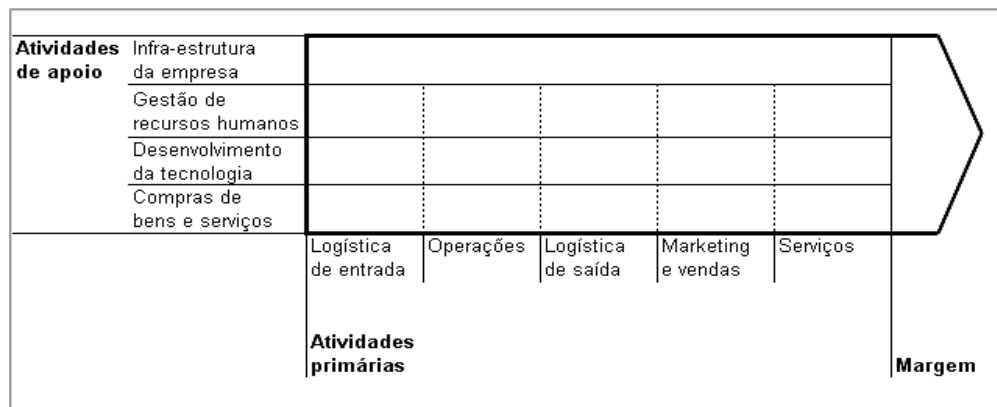 Atividades
de apoio
Infra-estrutura
da empresa
Gestão de
recursos humanos
Desenvolvimento
da tecnologia
Compras de
bens e serviços
Logística
de entrada
Operações
Logística
de saída
Marketing
e vendas
Serviços
Atividades
primárias
Margem